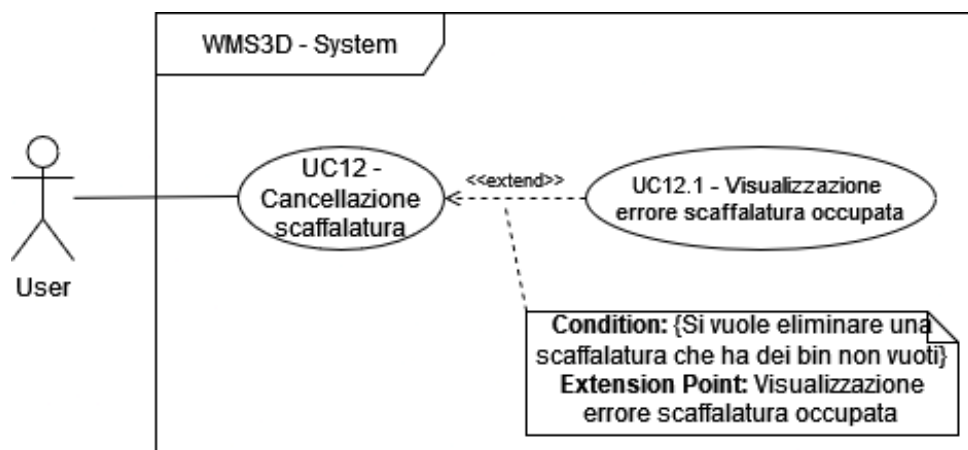 WMS3D - System
UC12 -
Cancellazione
scaffalatura
<<extend>>
UC12.1 - Visualizzazione
errore scaffalatura occupata
User
Condition: {Si vuole eliminare una
scaffalatura che ha dei bin non vuoti}
Extension Point: Visualizzazione
errore scaffalatura occupata